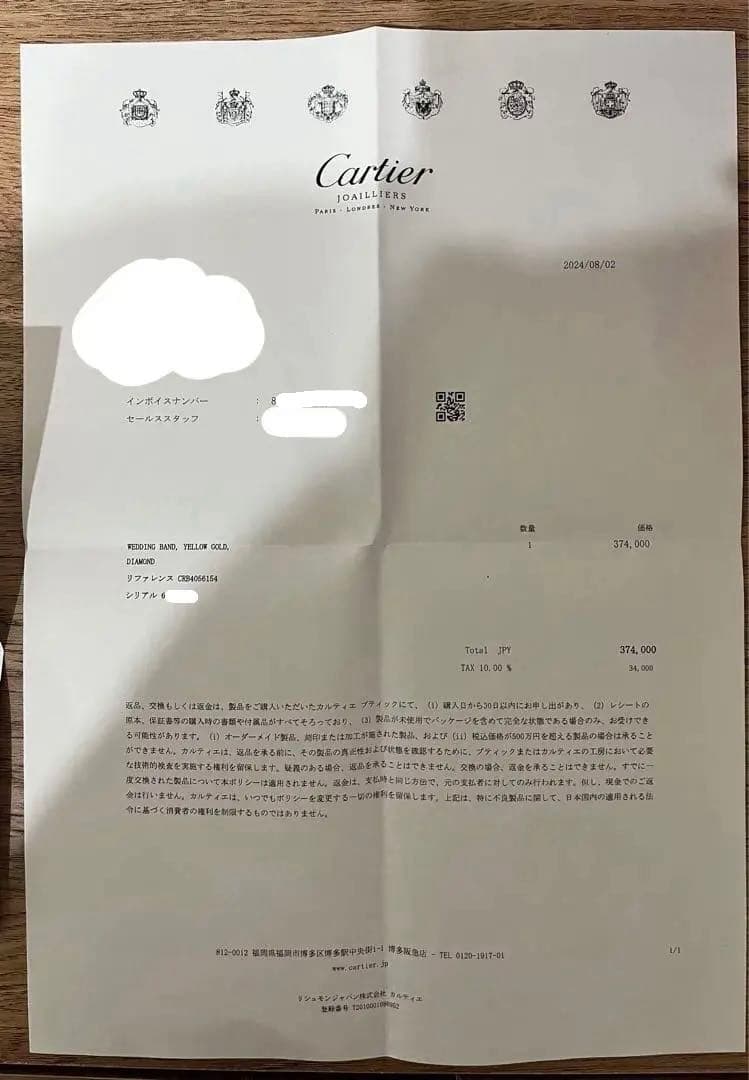 Cartier
JOAILLIERS
PARIS - LONDRES - NEW YORK
2024/08/02
インボイスナンバー : 8
セールススタッフ :
数量 価格
WEDDING BAND, YELLOW GOLD, 1 374,000
DIAMOND
リファレンス CRB4056154
シリアル 6
Total JPY 374,000
TAX 10.00 % 34,000
返品、交換もしくは返金は、製品をご購入いただいたカルティエ ブティックにて、(1) 購入日から30日以内にお申し出があり、(2) レシートの
原本、保証書等の購入時の書類や付属品がすべてそろっており、(3) 製品が未使用でパッケージを含めて完全な状態である場合のみ、お受けでき
る可能性があります。(i) オーダーメイド製品、刻印または加工が施された製品、および (ii) 税込価格が500万円を超える製品の場合は承ること
ができません。カルティエは、返品を承る前に、その製品の真正性および状態を確認するために、ブティックまたはカルティエの工房において必要
な技術的検査を実施する権利を留保します。疑義のある場合、返品を承ることはできません。交換の場合、返金を承ることはできません。すでに一
度交換された製品について本ポリシーは適用されません。返金は、支払時と同じ方法で、元の支払者に対してのみ行われます。但し、現金でのご返
金は行いません。カルティエは、いつでもポリシーを変更する一切の権利を留保します。上記は、特に不良製品に関して、日本国内の適用される法
令に基づく消費者の権利を制限するものではありません。
812-0012 福岡県福岡市博多区博多駅中央街1-1 博多阪急店 - TEL 0120-1917-01 1/1
www.cartier.jp
リシュモンジャパン株式会社 カルティエ
登録番号